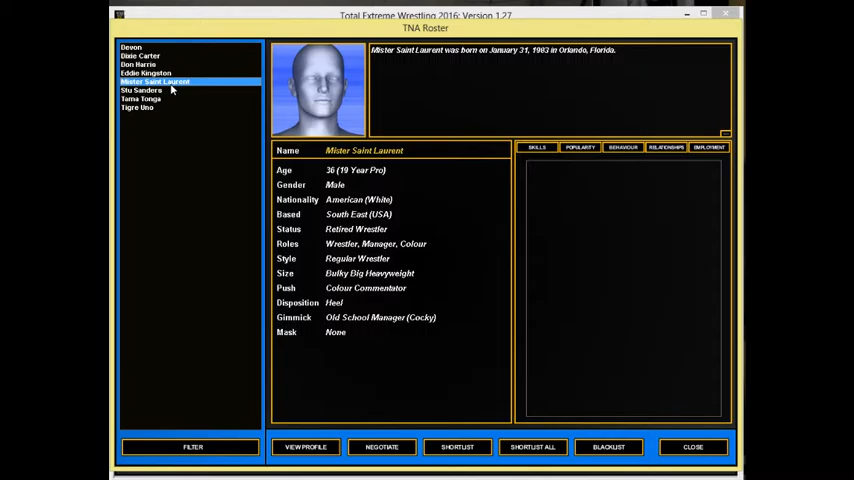 Total Extreme Wrestling 2016: Version 1.27
TNA Roster
Devon
Dixie Carter
Don Harris
Eddie Kingston
Mister Saint Laurent
Stu Sanders
Tama Tonga
Tigre Uno
Mister Saint Laurent was born on January 31, 1983 in Orlando, Florida.
Name Mister Saint Laurent
Age 36 (19 Year Pro)
Gender Male
Nationality American (White)
Based South East (USA)
Status Retired Wrestler
Roles Wrestler, Manager, Colour
Style Regular Wrestler
Size Bulky Big Heavyweight
Push Colour Commentator
Disposition Heel
Gimmick Old School Manager (Cocky)
Mask None
SKILLS POPULARITY BEHAVIOUR RELATIONSHIPS EMPLOYMENT
FILTER VIEW PROFILE NEGOTIATE SHORTLIST SHORTLIST ALL BLACKLIST CLOSE